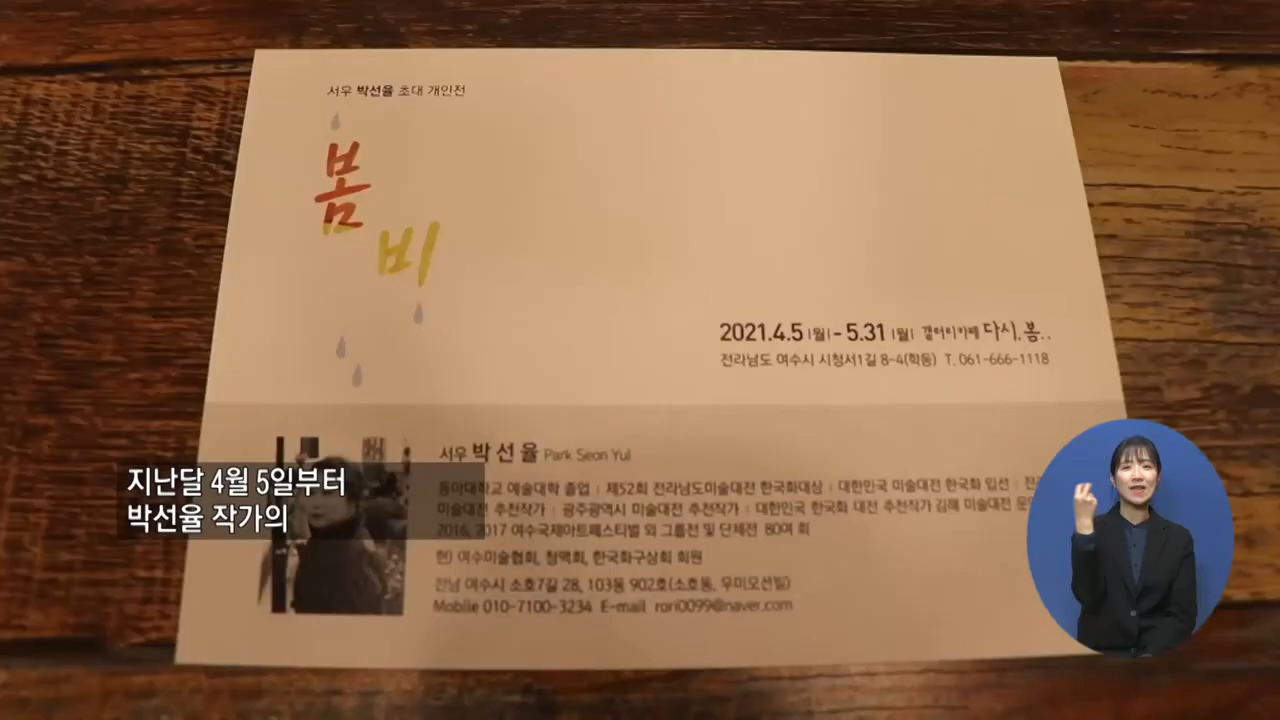 서우 박선율 초대 개인전
봄
비
2021.4.5 |월| - 5.31 |월| 갤러리카페 다시, 봄..
전라남도 여수시 시청서1길 8-4(학동) T. 061-666-1118
서우 박 선 율 Park Seon Yul
동아대학교 예술대학 졸업 | 제52회 전라남도미술대전 한국화대상 | 대한민국 미술대전 한국화 입선 |
미술대전 추천작가 | 광주광역시 미술대전 추천작가 | 대한민국 한국화 대전 추천작가 김해 미술대전
2016, 2017 여수국제아트페스티벌 외 그룹전 및 단체전 80여 회
현) 여수미술협회, 청맥회, 한국화구상회 회원
전남 여수시 소호7길 28, 103동 902호(소호동, 우미오션빌)
Mobile 010-7100-3234 E-mail rori0099@naver.com
지난달 4월 5일부터
박선율 작가의